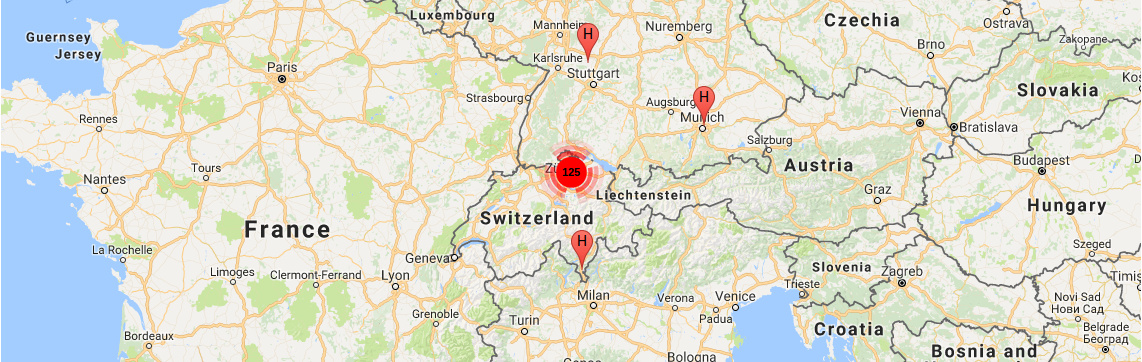 Luxembourg
Czechia
Guernsey
Jersey
Mannheim
H
Nuremberg
Ostrava
Zakopane
Brno
Karlsruhe
Stuttgart
Paris
Slovakia
Strasbourg
Augsburg
H
Munich
Vienna
Bratislava
Rennes
Salzburg
Budapest
Tours
125
Austria
Nantes
Liechtenstein
Graz
Hungary
Switzerland
France
H
Szeged
La Rochelle
Geneva
Limoges
Clermont-Ferrand
Lyon
Slovenia
Zagreb
Milan
Verona
Venice
Trieste
Padua
Novi Sad
Нови Сад
Grenoble
Turin
Croatia
Belgrade
Београд
Bordeaux
Bologna
Bosnia and